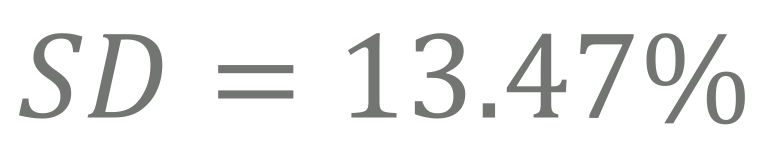 SD = 13.47%